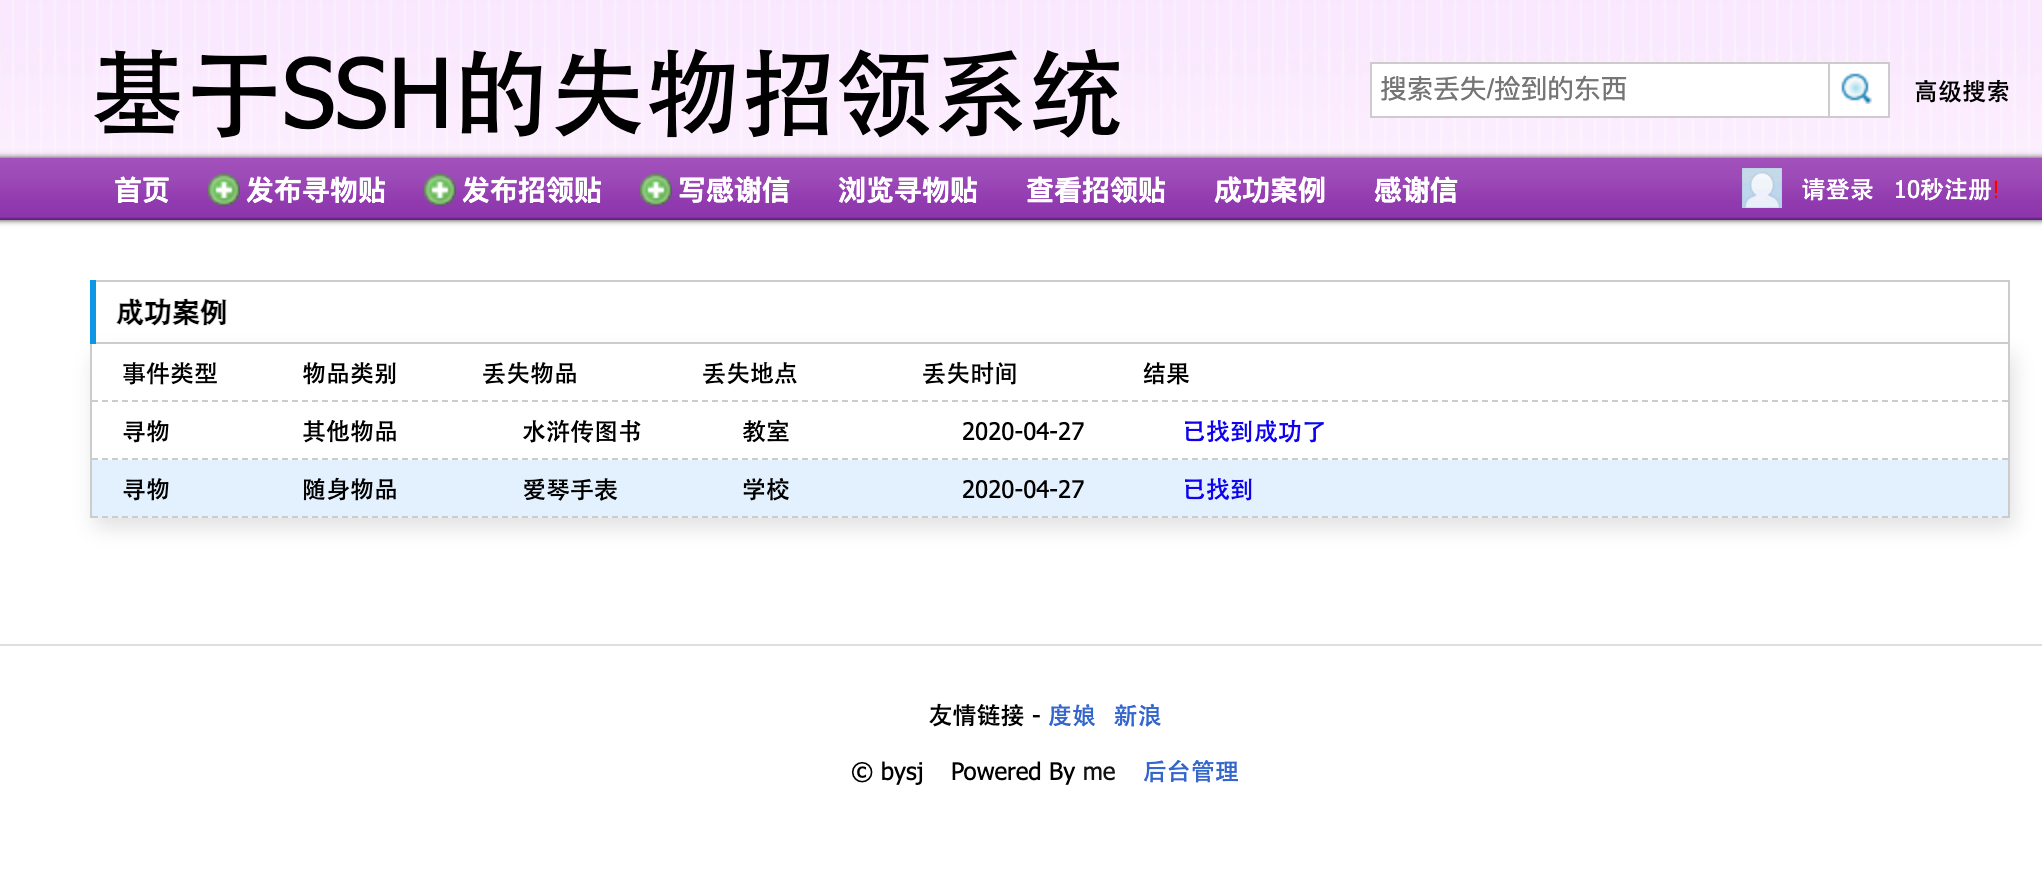 基于SSH的失物招领系统
搜索丢失/捡到的东西 高级搜索
首页 发布寻物贴 发布招领贴 写感谢信 浏览寻物贴 查看招领贴 成功案例 感谢信 请登录 10秒注册!
成功案例
事件类型 物品类别 丢失物品 丢失地点 丢失时间 结果
寻物 其他物品 水浒传图书 教室 2020-04-27 已找到成功了
寻物 随身物品 爱琴手表 学校 2020-04-27 已找到
友情链接 - 度娘 新浪
© bysj Powered By me 后台管理